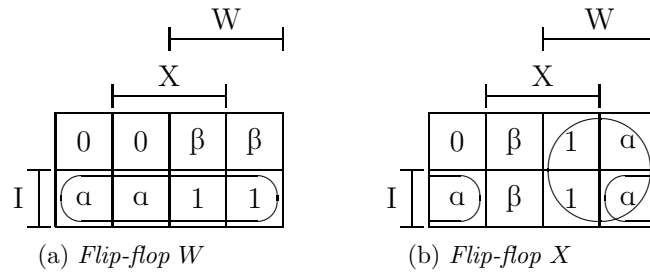 W W
X X
0 0 β β 0 β 1 α
I α α 1 1 I α β 1 α
(a) Flip-flop W (b) Flip-flop X